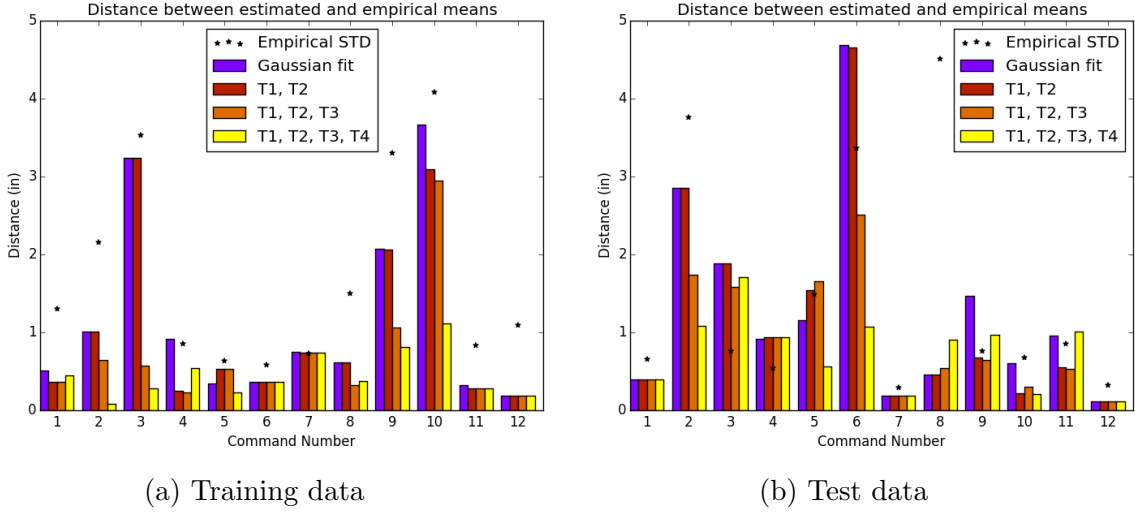 Distance between estimated and empirical means
5
4
3
2
1
0
Distance (in)
Empirical STD
Gaussian fit
T1, T2
T1, T2, T3
T1, T2, T3, T4
1 2 3 4 5 6 7 8 9 10 11 12
Command Number
(a) Training data
Distance between estimated and empirical means
5
4
3
2
1
0
Distance (in)
Empirical STD
Gaussian fit
T1, T2
T1, T2, T3
T1, T2, T3, T4
1 2 3 4 5 6 7 8 9 10 11 12
Command Number
(b) Test data